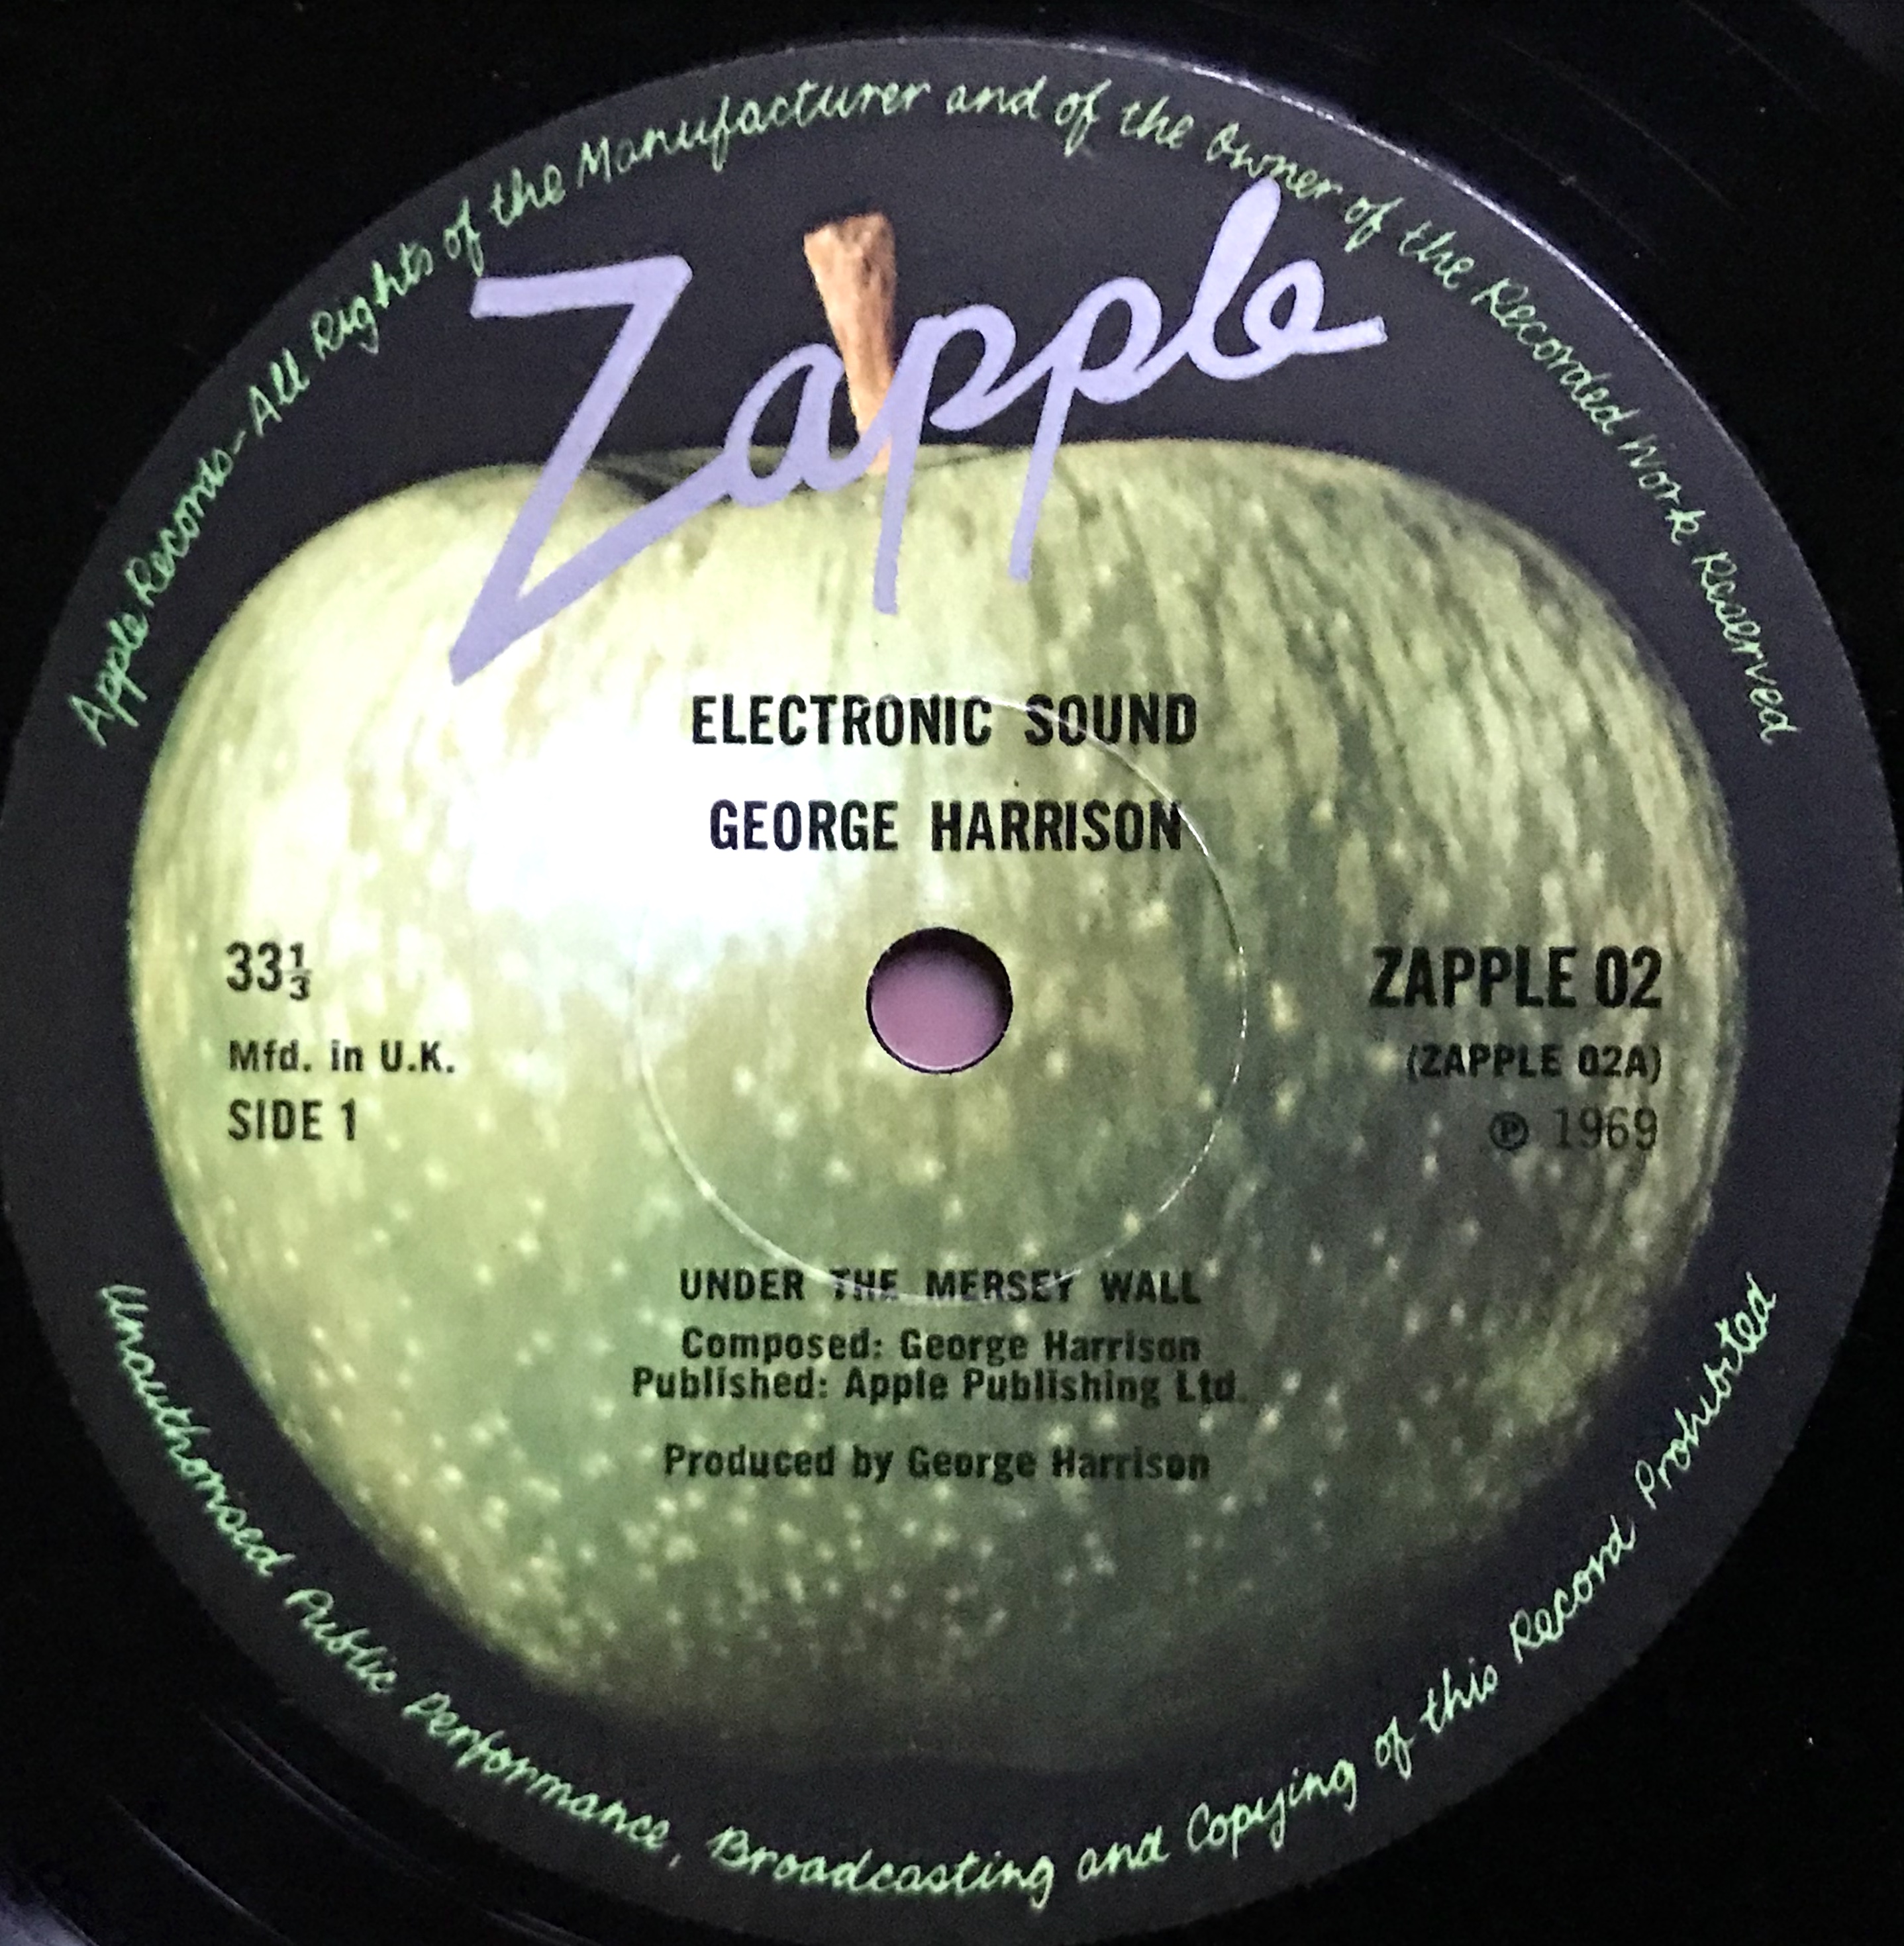 Apple Records-All Rights of the Manufacturer and of the Owner of the Recorded Work Reserved
Zapple
ELECTRONIC SOUND
GEORGE HARRISON
33⅓
Mfd. in U.K.
SIDE 1
ZAPPLE 02
(ZAPPLE 02A)
℗ 1969
UNDER THE MERSEY WALL
Composed: George Harrison
Published: Apple Publishing Ltd.
Produced by George Harrison
Unauthorised Public Performance, Broadcasting and Copying of this Record Prohibited